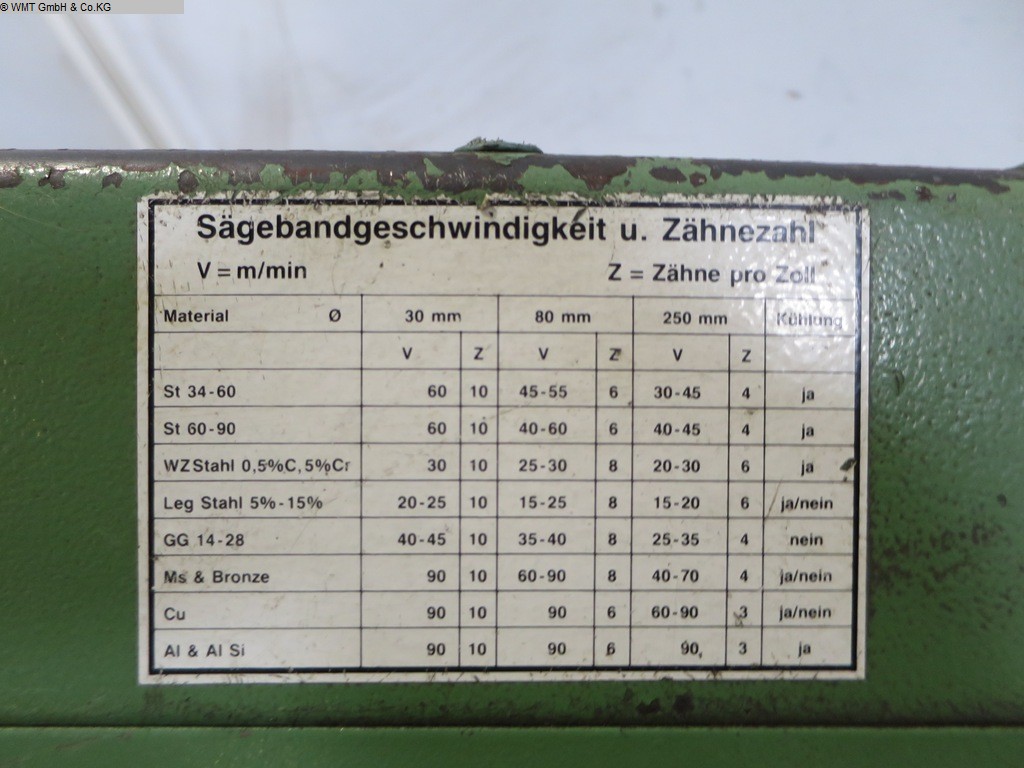 © WMT GmbH & Co.KG
Sägebandgeschwindigkeit u. Zähnezahl
V = m/min Z = Zähne pro Zoll
Material Ø 30 mm 80 mm 250 mm Kühlung
V Z V Z V Z
St 34-60 60 10 45-55 6 30-45 4 ja
St 60-90 60 10 40-60 6 40-45 4 ja
WZStahl 0,5%C,5%Cr 30 10 25-30 8 20-30 6 ja
Leg Stahl 5%-15% 20-25 10 15-25 8 15-20 6 ja/nein
GG 14-28 40-45 10 35-40 8 25-35 4 nein
Ms & Bronze 90 10 60-90 8 40-70 4 ja/nein
Cu 90 10 90 6 60-90 3 ja/nein
Al & Al Si 90 10 90 6 90 3 ja